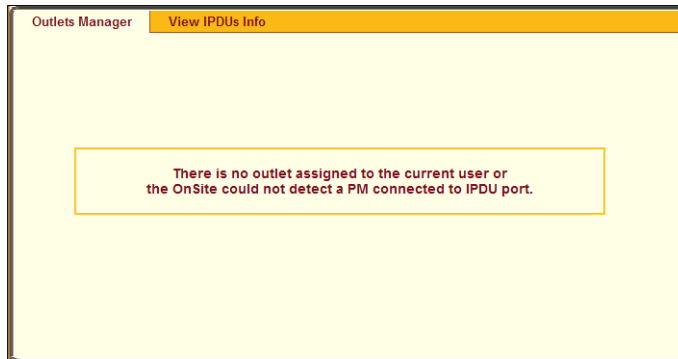 Outlets Manager
View IPDUs Info
There is no outlet assigned to the current user or
the OnSite could not detect a PM connected to IPDU port.